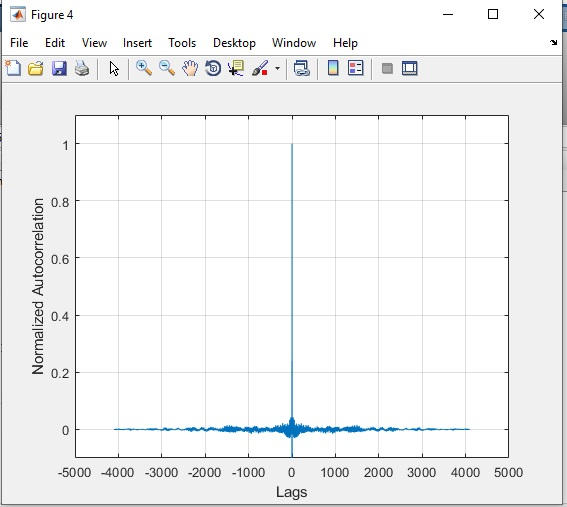 Figure 4
File Edit View Insert Tools Desktop Window Help
1
0.8
0.6
0.4
0.2
0
Normalized Autocorrelation
-5000 -4000 -3000 -2000 -1000 0 1000 2000 3000 4000 5000
Lags